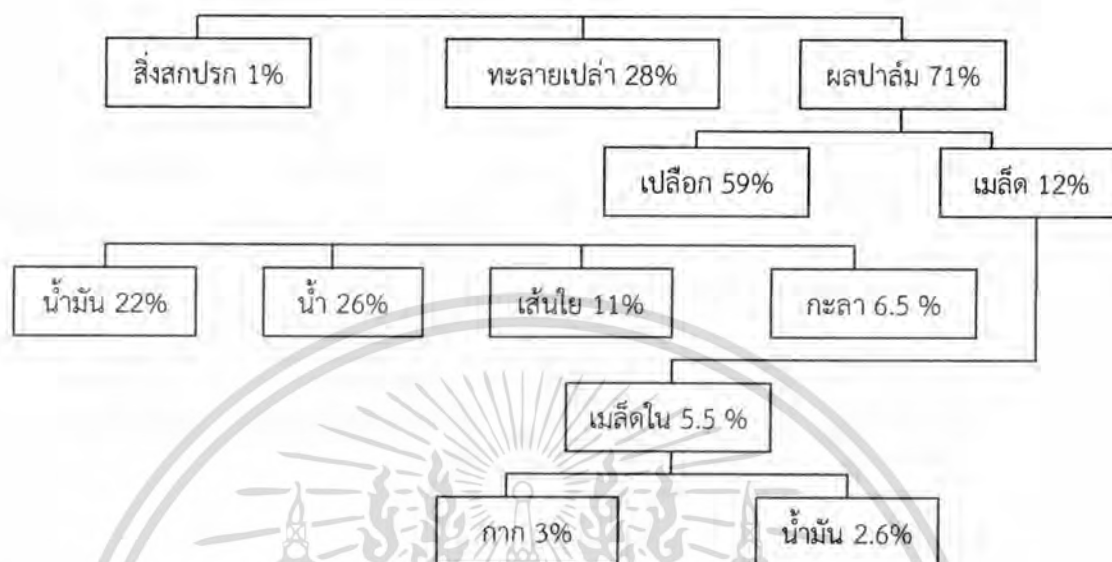 สิ่งสกปรก 1%
ทะลายเปล่า 28%
ผลปาล์ม 71%
เปลือก 59%
เมล็ด 12%
น้ำมัน 22%
น้ำ 26%
เส้นใย 11%
กะลา 6.5 %
เมล็ดใน 5.5 %
กาก 3%
น้ำมัน 2.6%